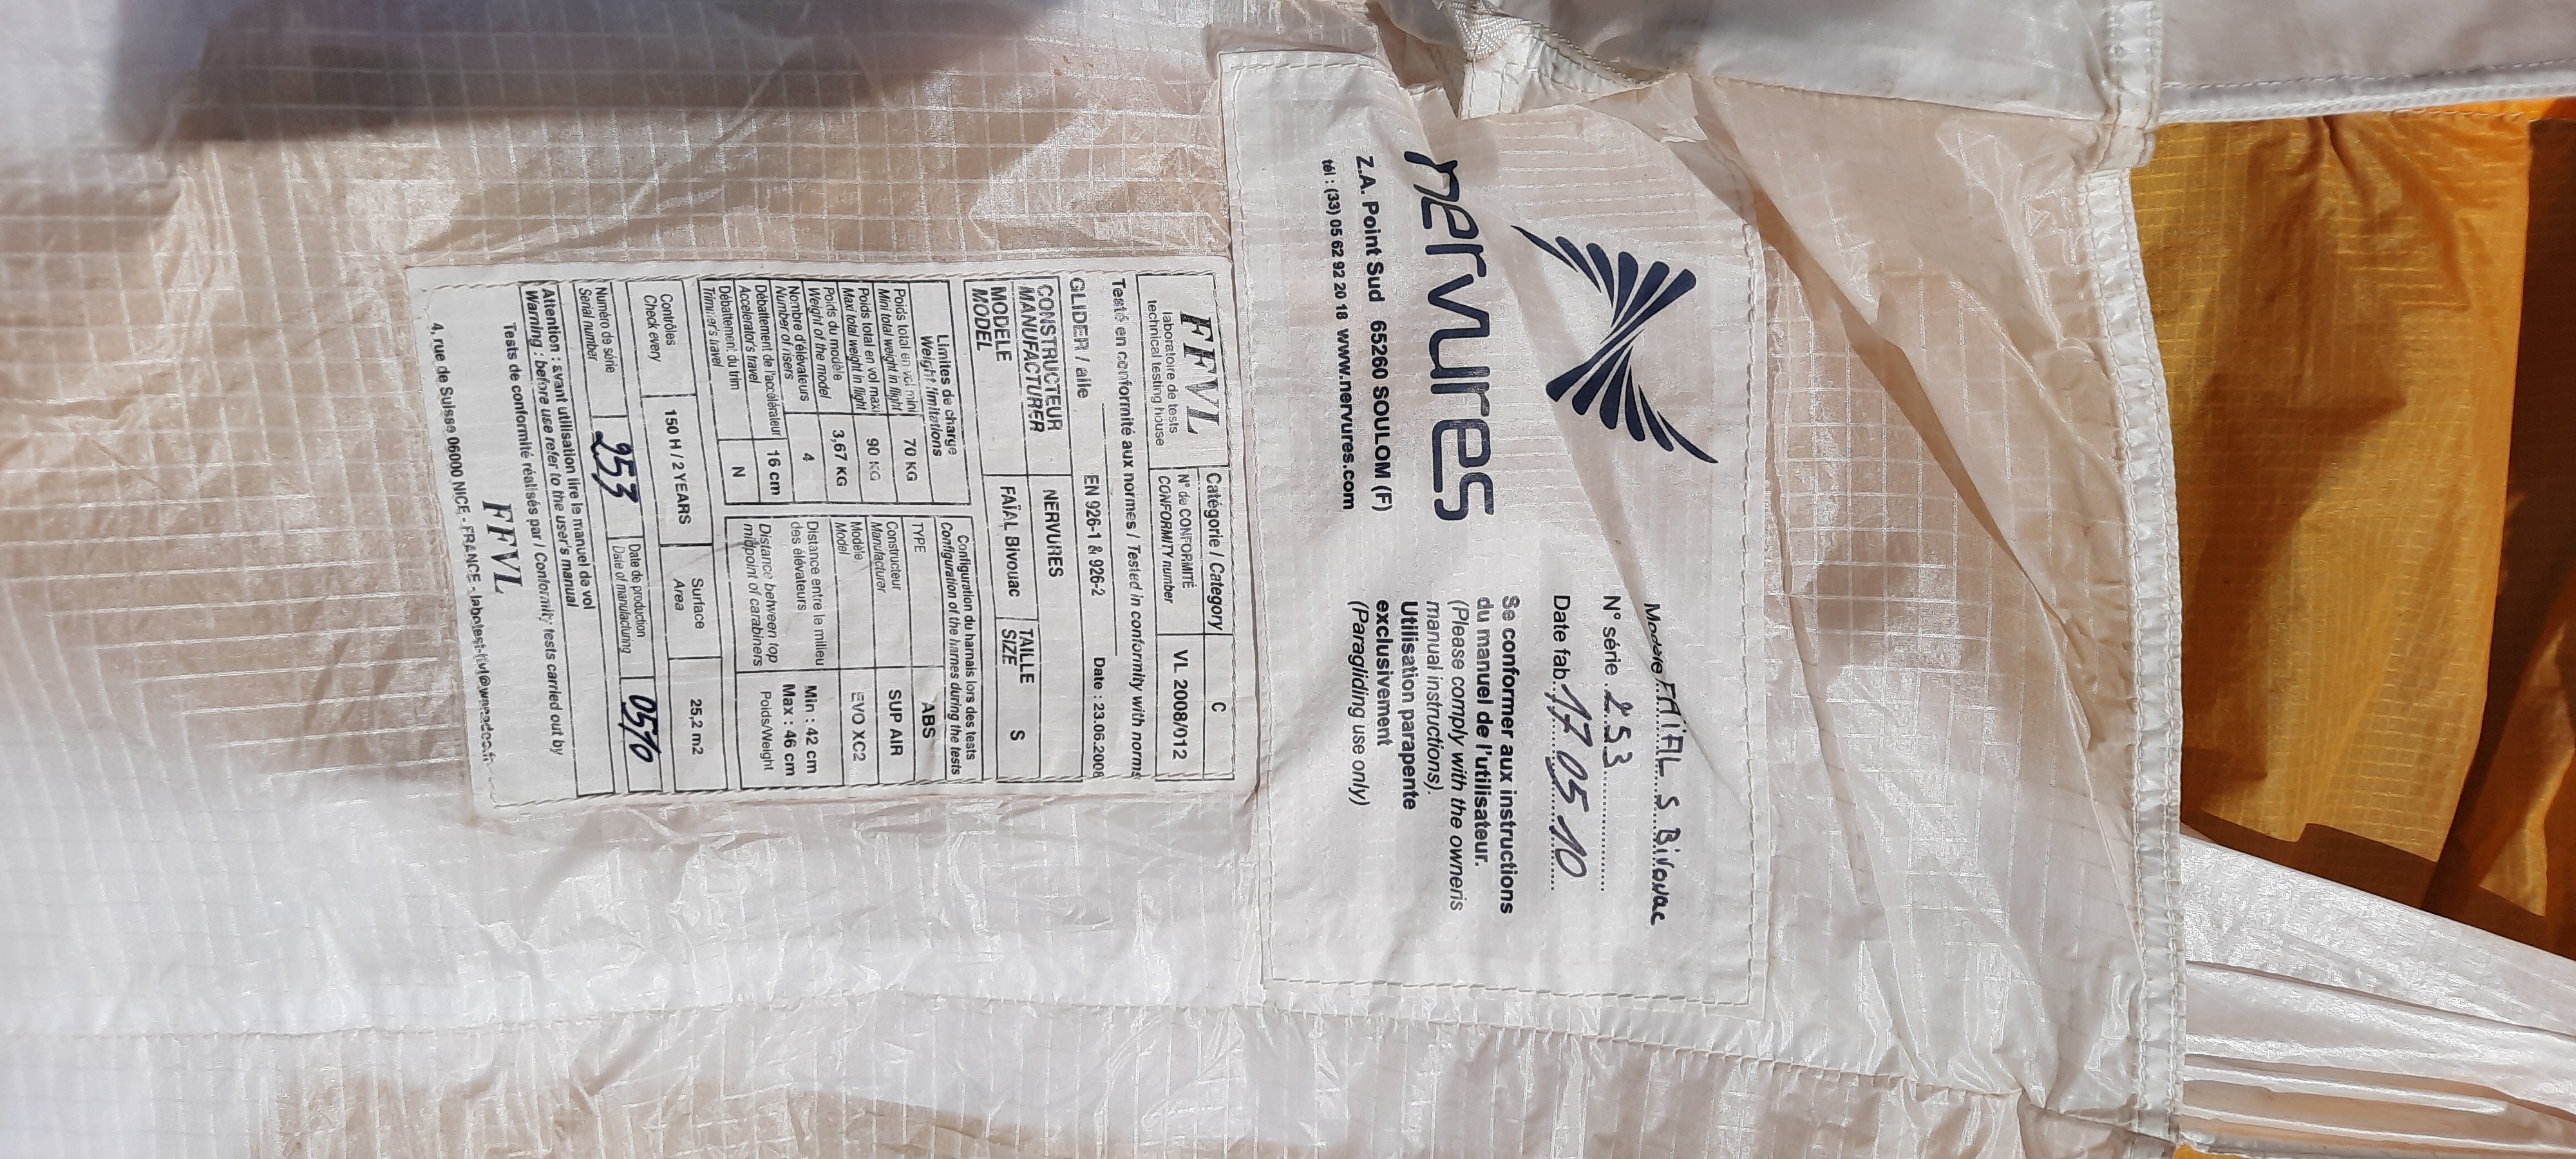 nervures
Z.A. Point Sud 65260 SOULOM (F)
tél : (33) 05 62 92 20 18 www.nervures.com
Modèle FAÏAL S Bivouac
N° série 253
Date fab. 17 05 10
Se conformer aux instructions
du manuel de l'utilisateur.
(Please comply with the owneris
manual instructions).
Utilisation parapente
exclusivement
(Paragliding use only)
FFVL
laboratoire de tests
technical testing house
Catégorie / Category C
N° de CONFORMITÉ
CONFORMITY number VL 2008/012
Testé en conformité aux normes / Tested in conformity with norms
GLIDER / aile EN 926-1 & 926-2 Date : 23.06.2008
CONSTRUCTEUR
MANUFACTURER NERVURES
MODELE
MODEL FAÏAL Bivouac
TAILLE
SIZE S
Limites de charge
Weight limitations
Poids total en vol mini
Mini total weight in flight 70 KG
Poids total en vol maxi
Maxi total weight in flight 90 KG
Poids du modèle
Weight of the model 3,67 KG
Nombre d'élévateurs
Number of risers 4
Débattement de l'accélérateur
Accelerator's travel 16 cm
Débattement du trim
Trimmer's travel N
Configuration du harnais lors des tests
Configuration of the harnes during the tests
TYPE ABS
Constructeur
Manufacturer SUP AIR
Modèle
Model EVO XC2
Distance entre la milieu
des élévateurs
Distance between top
midpoint of carabiners
Min : 42 cm
Max : 46 cm
Poids/Weight
Contrôles
Check every 150 H / 2 YEARS
Surface
Area 25,2 m2
Numéro de série
Serial number 253
Date de production
Date of manufacturing 0510
Attention : avant utilisation lire le manuel de vol
Warning : before use refer to the user's manual
Tests de conformité réalisés par / Conformity tests carried out by
FFVL
4, rue de Suisse 06000 NICE - FRANCE -